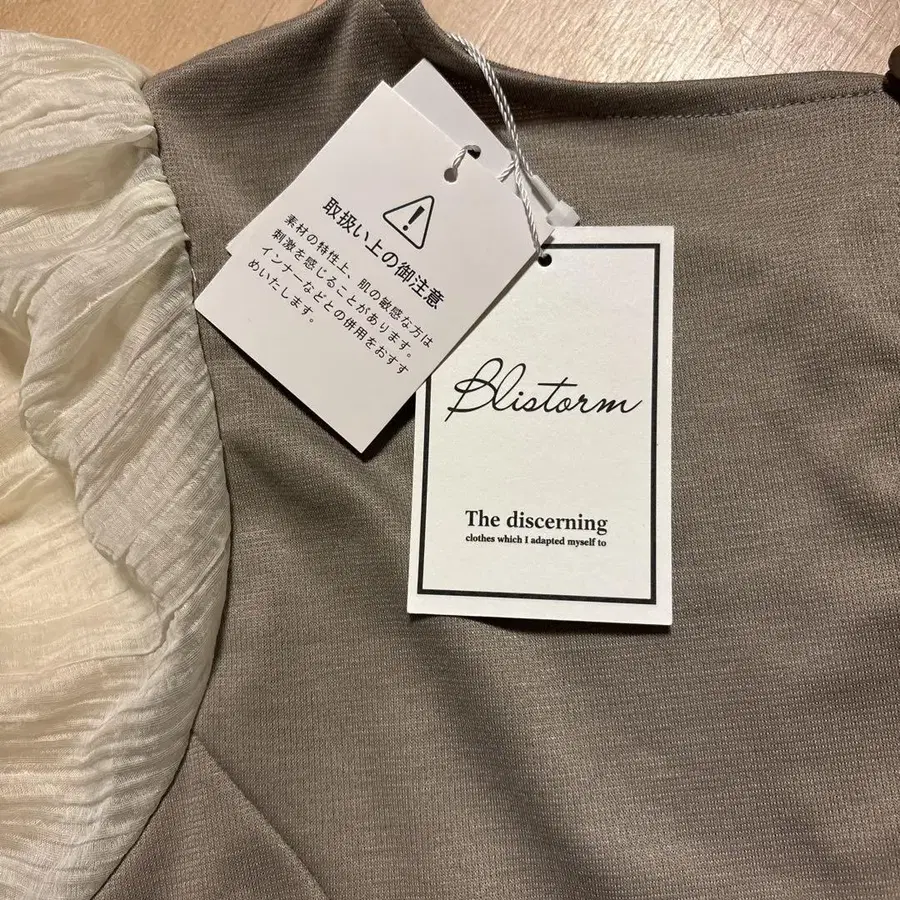 取扱い上の御注意
素材の特性上、肌の敏感な方は
刺激を感じることがあります。
インナーなどとの併用をおすす
めいたします。
Blistorm
The discerning
clothes which I adapted myself to